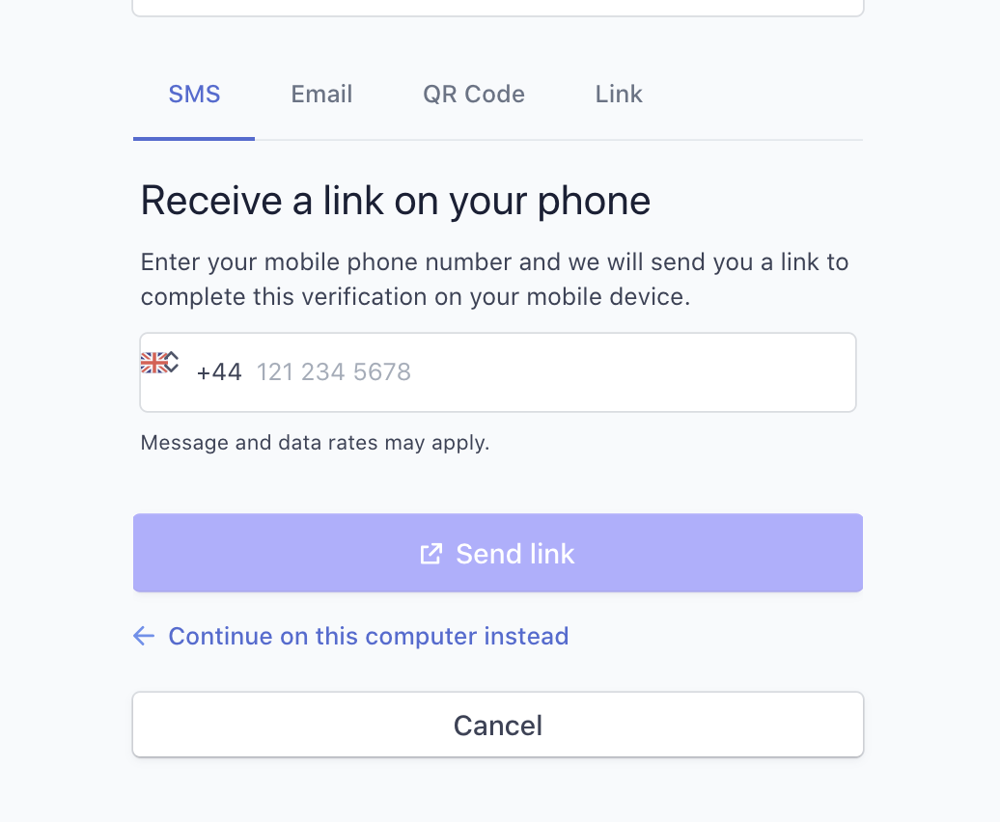 SMS Email QR Code Link
Receive a link on your phone
Enter your mobile phone number and we will send you a link to
complete this verification on your mobile device.
+44 121 234 5678
Message and data rates may apply.
Send link
Continue on this computer instead
Cancel